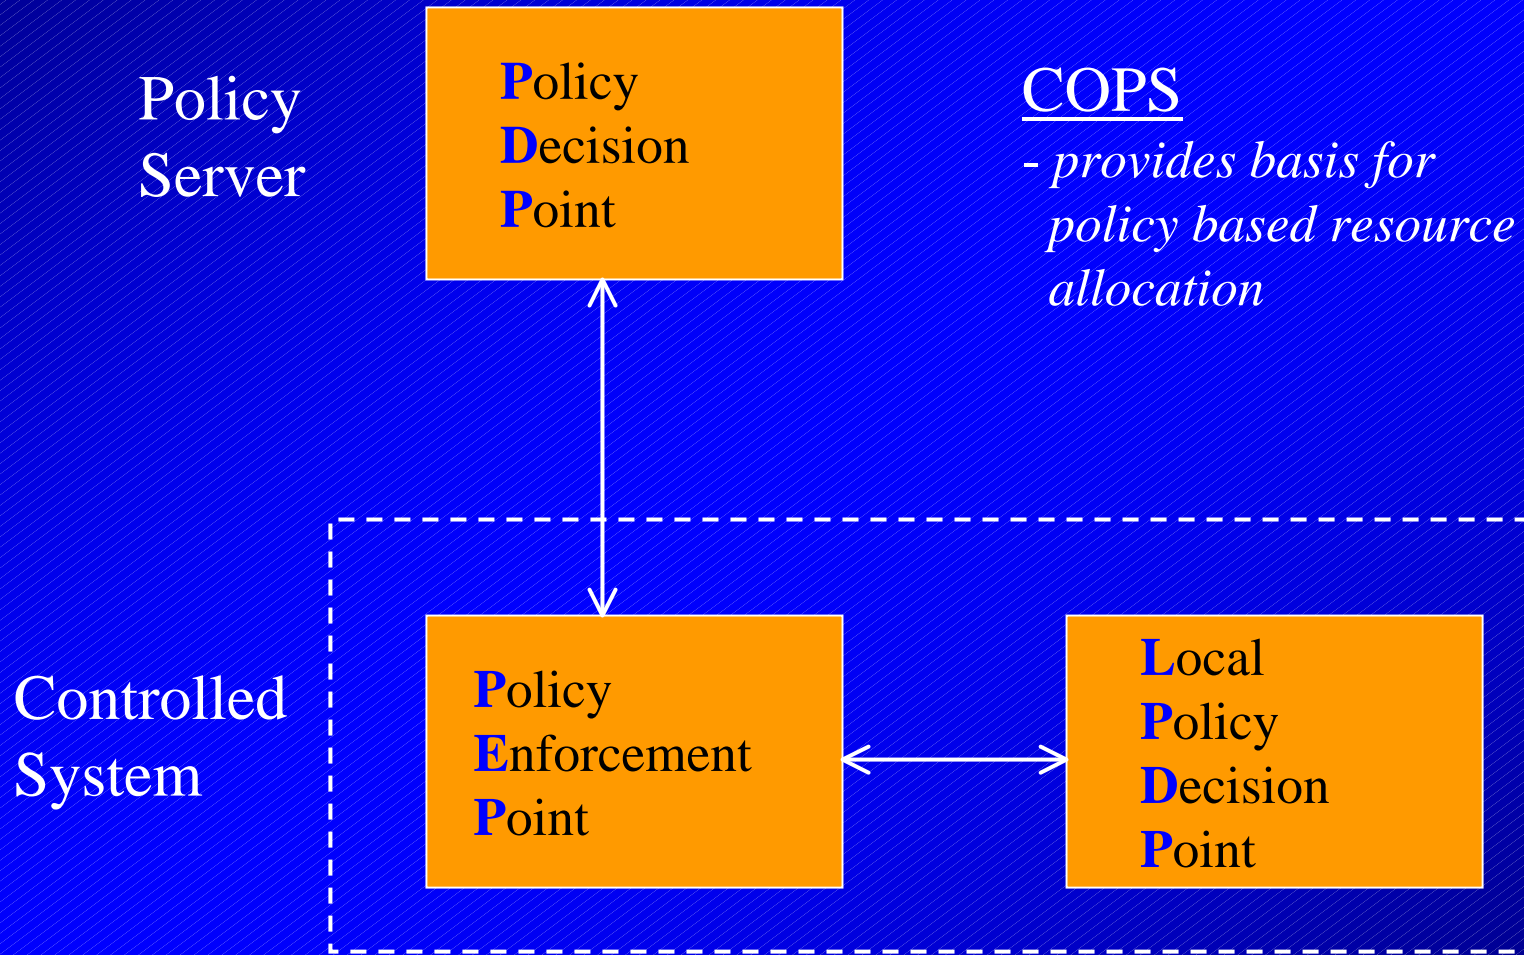 Policy
Server
Policy
Decision
Point
COPS
- provides basis for
policy based resource
allocation
Controlled
System
Policy
Enforcement
Point
Local
Policy
Decision
Point